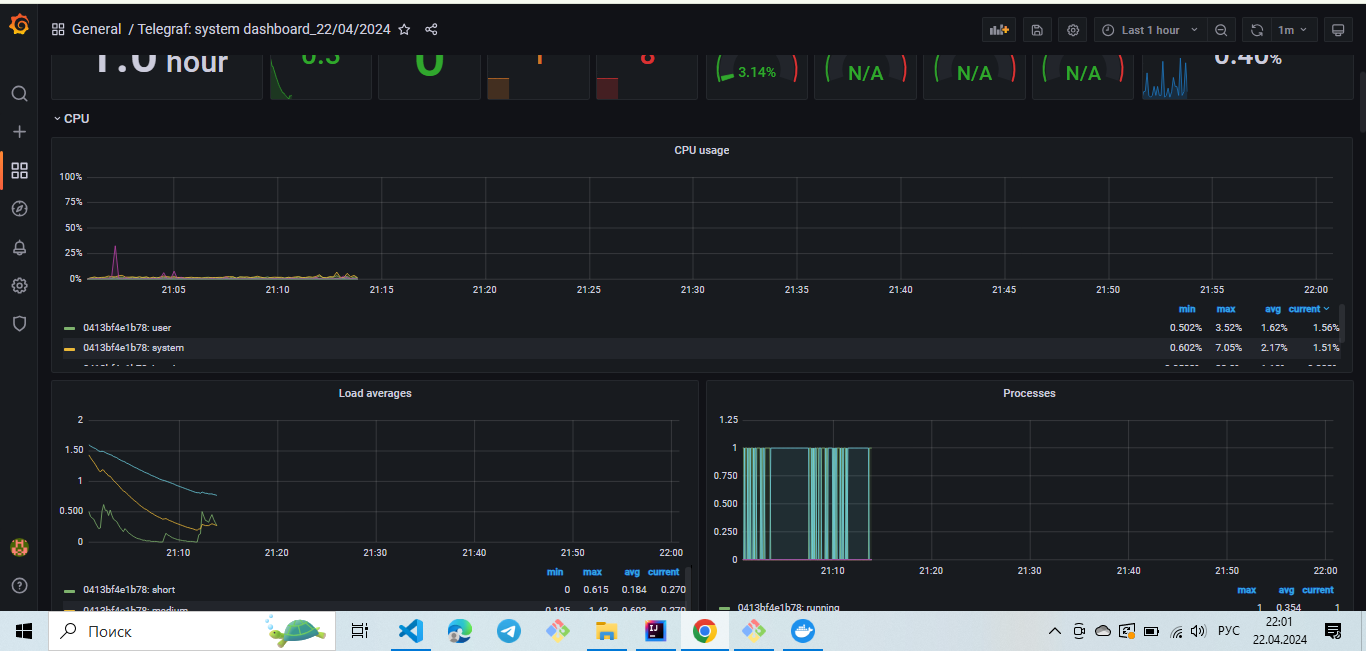 General / Telegraf: system dashboard_22/04/2024
Last 1 hour
1m
1.0 hour
3.14%
N/A
N/A
N/A
0.40%
CPU
CPU usage
100%
75%
50%
25%
0%
21:05 21:10 21:15 21:20 21:25 21:30 21:35 21:40 21:45 21:50 21:55 22:00
min max avg current
0413bf4e1b78: user 0.502% 3.52% 1.62% 1.56%
0413bf4e1b78: system 0.602% 7.05% 2.17% 1.51%
Load averages
2
1.50
1
0.500
0
21:10 21:20 21:30 21:40 21:50 22:00
min max avg current
0413bf4e1b78: short 0 0.615 0.184 0.270
0413bf4e1b78: medium 0.195 1.43 0.603 0.270
Processes
1.25
1
0.750
0.500
0.250
0
21:10 21:20 21:30 21:40 21:50 22:00
max avg current
0413bf4e1b78: running 1 0.354 1
Поиск
РУС
22:01
22.04.2024